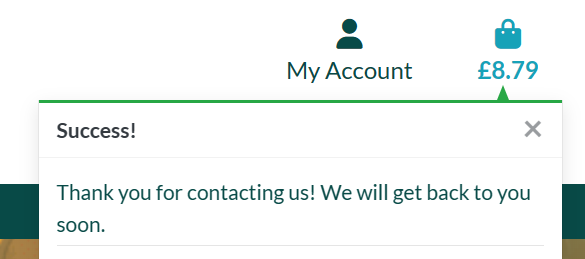 My Account
£8.79
Success!
Thank you for contacting us! We will get back to you
soon.